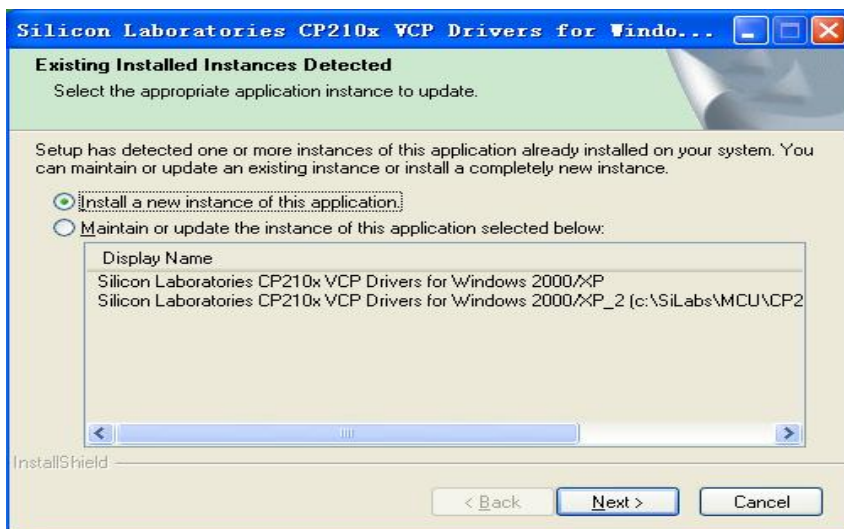 Silicon Laboratories CP210x VCP Drivers for Windo...
Existing Installed Instances Detected
Select the appropriate application instance to update.
Setup has detected one or more instances of this application already installed on your system. You
can maintain or update an existing instance or install a completely new instance.
Install a new instance of this application.
Maintain or update the instance of this application selected below:
Display Name
Silicon Laboratories CP210x VCP Drivers for Windows 2000/XP
Silicon Laboratories CP210x VCP Drivers for Windows 2000/XP_2 (c:\SiLabs\MCU\CP2
InstallShield
< Back Next > Cancel